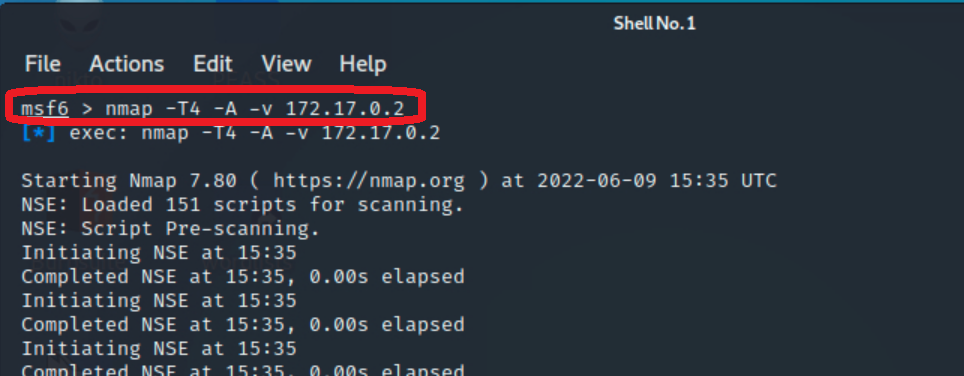 Shell No.1
File Actions Edit View Help
msf6 > nmap -T4 -A -v 172.17.0.2
[*] exec: nmap -T4 -A -v 172.17.0.2
Starting Nmap 7.80 ( https://nmap.org ) at 2022-06-09 15:35 UTC
NSE: Loaded 151 scripts for scanning.
NSE: Script Pre-scanning.
Initiating NSE at 15:35
Completed NSE at 15:35, 0.00s elapsed
Initiating NSE at 15:35
Completed NSE at 15:35, 0.00s elapsed
Initiating NSE at 15:35
Completed NSE at 15:35, 0.00s elapsed